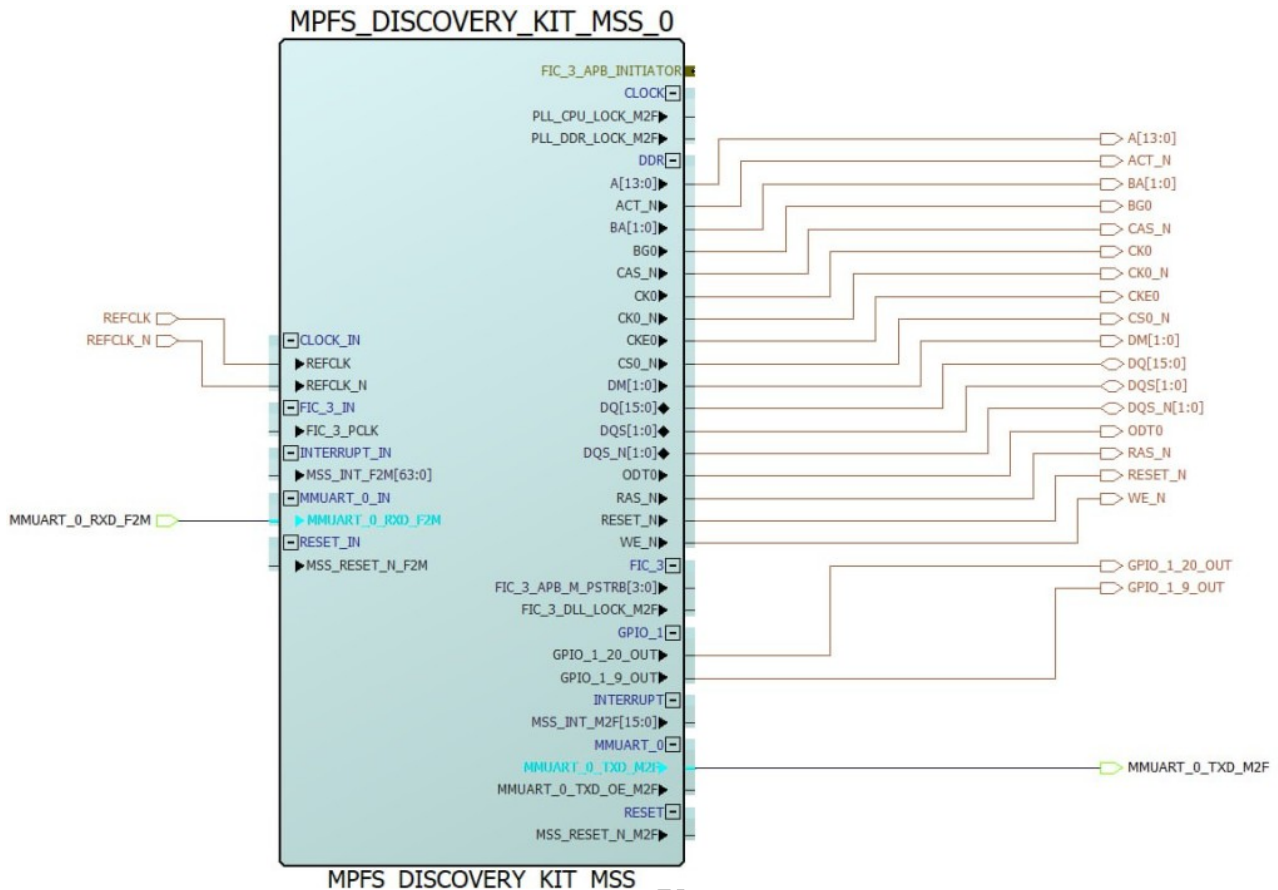 MPFS_DISCOVERY_KIT_MSS_0
FIC_3_APB_INITIATOR
CLOCK
PLL_CPU_LOCK_M2F
PLL_DDR_LOCK_M2F
A[13:0]
DDR
ACT_N
A[13:0]
BA[1:0]
ACT_N
BG0
BA[1:0]
CAS_N
BG0
CK0
CAS_N
CK0_N
CK0
CKE0
REFCLK
CK0_N
CS0_N
REFCLK_N
CLOCK_IN
CKE0
DM[1:0]
REFCLK
CS0_N
DQ[15:0]
REFCLK_N
DM[1:0]
DQS[1:0]
FIC_3_IN
DQ[15:0]
DQS_N[1:0]
FIC_3_PCLK
DQS[1:0]
ODT0
INTERRUPT_IN
DQS_N[1:0]
RAS_N
MSS_INT_F2M[63:0]
ODT0
RESET_N
MMUART_0_IN
RAS_N
WE_N
MMUART_0_RXD_F2M
MMUART_0_RXD_F2M
RESET_N
RESET_IN
WE_N
MSS_RESET_N_F2M
FIC_3
GPIO_1_20_OUT
FIC_3_APB_M_PSTRB[3:0]
GPIO_1_9_OUT
FIC_3_DLL_LOCK_M2F
GPIO_1
GPIO_1_20_OUT
GPIO_1_9_OUT
INTERRUPT
MSS_INT_M2F[15:0]
MMUART_0
MMUART_0_TXD_M2F
MMUART_0_TXD_M2F
MMUART_0_TXD_OE_M2F
RESET
MSS_RESET_N_M2F
MPFS_DISCOVERY_KIT_MSS